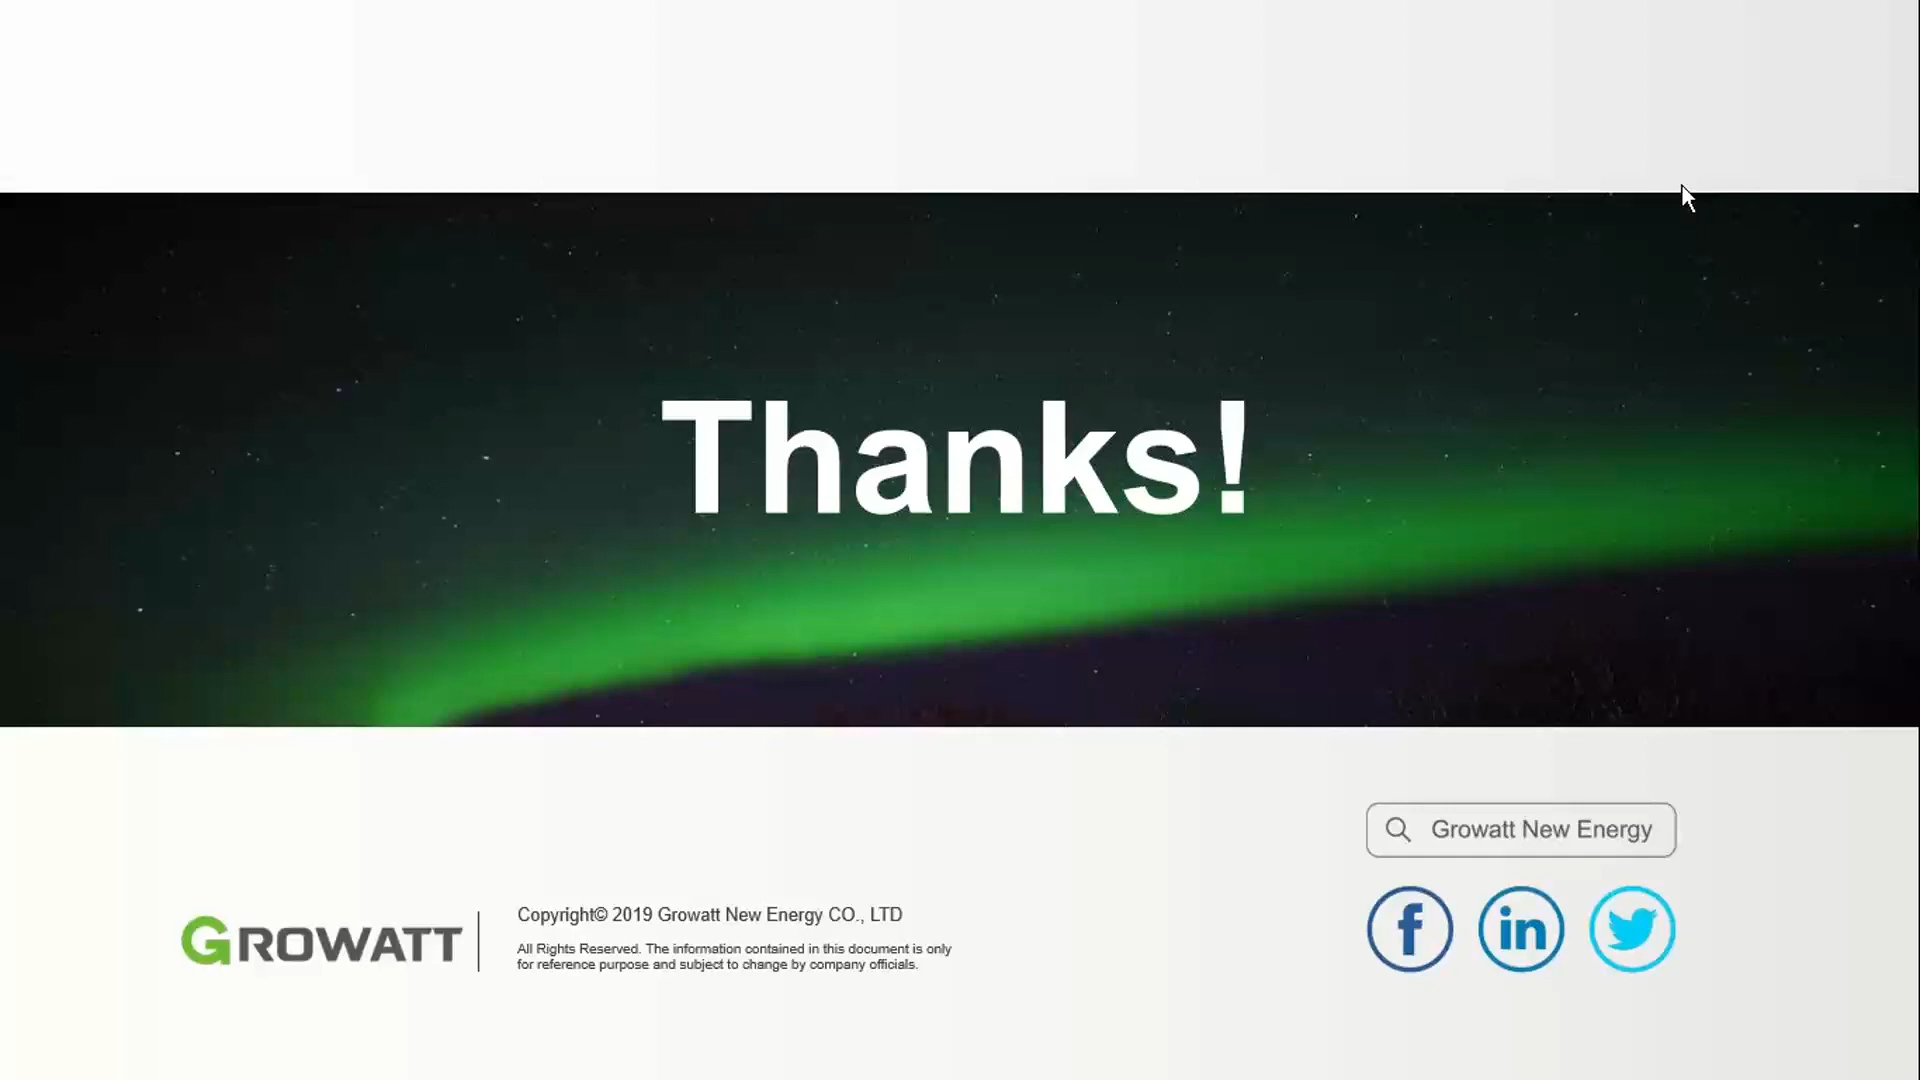 Thanks!
Growatt New Energy
GROWATT
Copyright© 2019 Growatt New Energy CO., LTD
All Rights Reserved. The information contained in this document is only
for reference purpose and subject to change by company officials.
f
in